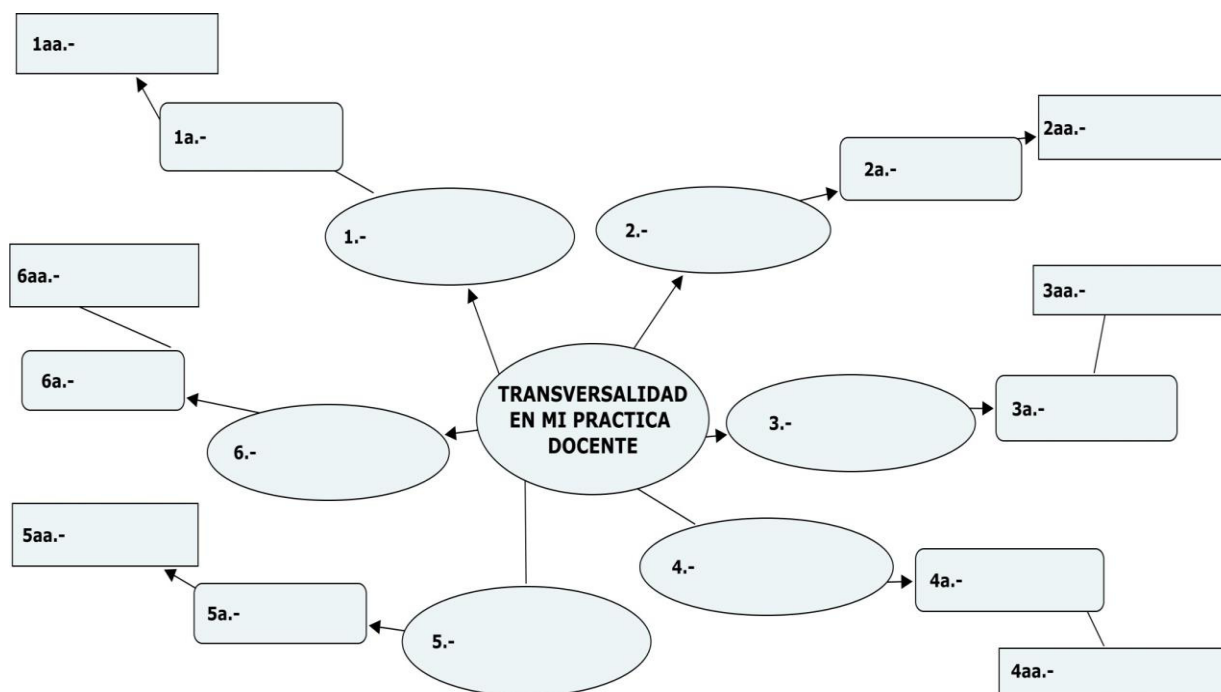 1aa.-
1a.-
2aa.-
2a.-
1.-
2.-
6aa.-
3aa.-
6a.-
TRANSVERSALIDAD
EN MI PRACTICA
DOCENTE
3.-
3a.-
6.-
5aa.-
4.-
4a.-
5a.-
5.-
4aa.-